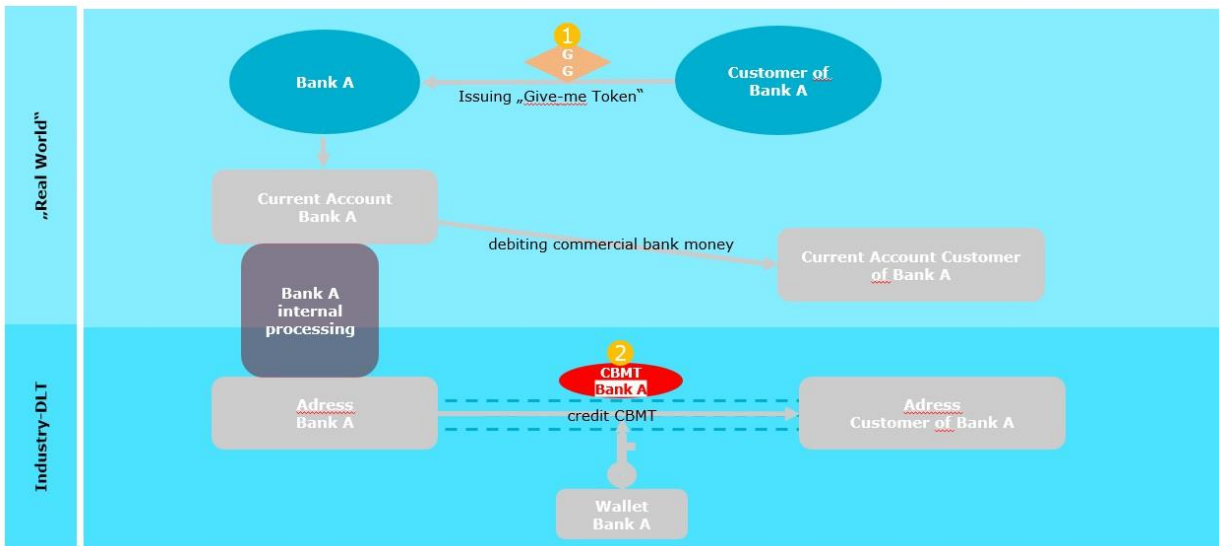 „Real World“
1
G
G
Bank A
Customer of
Bank A
Issuing „Give-me Token“
Current Account
Bank A
debiting commercial bank money
Current Account Customer
of Bank A
Bank A
internal
processing
Industry-DLT
2
CBMT
Bank A
Adress
Bank A
credit CBMT
Adress
Customer of Bank A
Wallet
Bank A